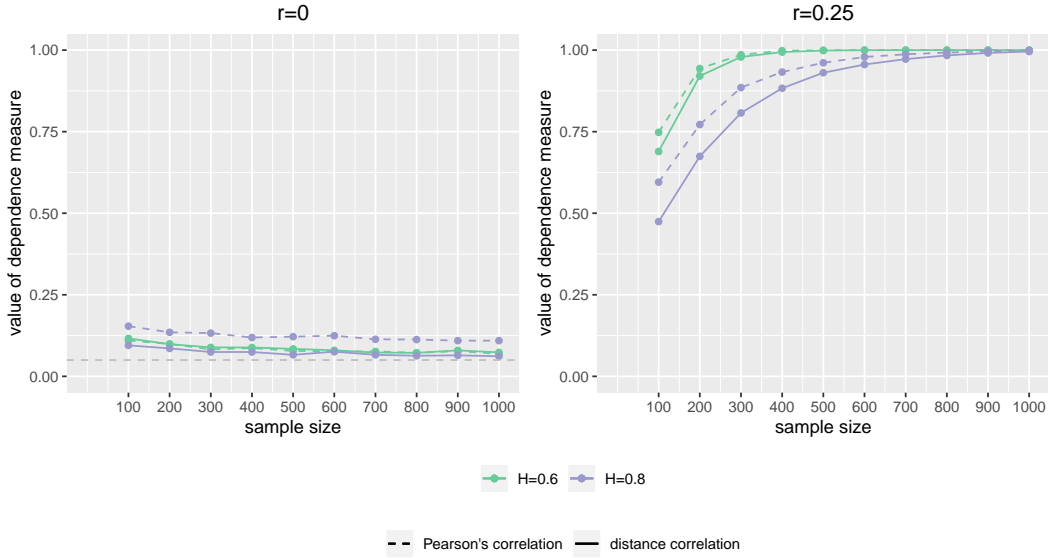 r=0
r=0.25
value of dependence measure
1.00
0.75
0.50
0.25
0.00
100 200 300 400 500 600 700 800 900 1000
sample size
value of dependence measure
1.00
0.75
0.50
0.25
0.00
100 200 300 400 500 600 700 800 900 1000
sample size
H=0.6 H=0.8
Pearson's correlation distance correlation